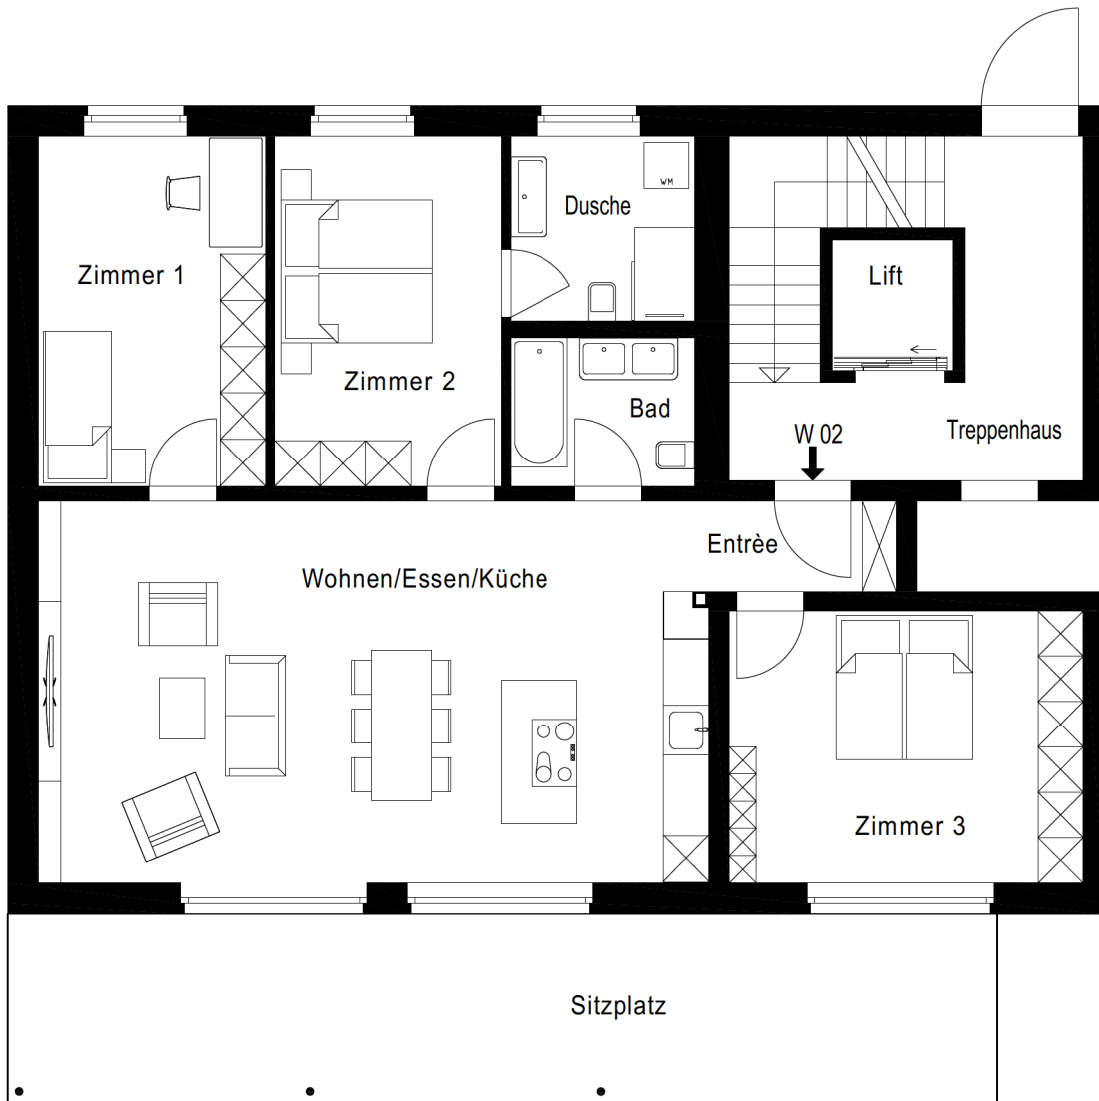 Dusche
WM
Zimmer 1
Lift
Zimmer 2
Bad
W 02
Treppenhaus
Entrèe
Wohnen/Essen/Küche
Zimmer 3
Sitzplatz